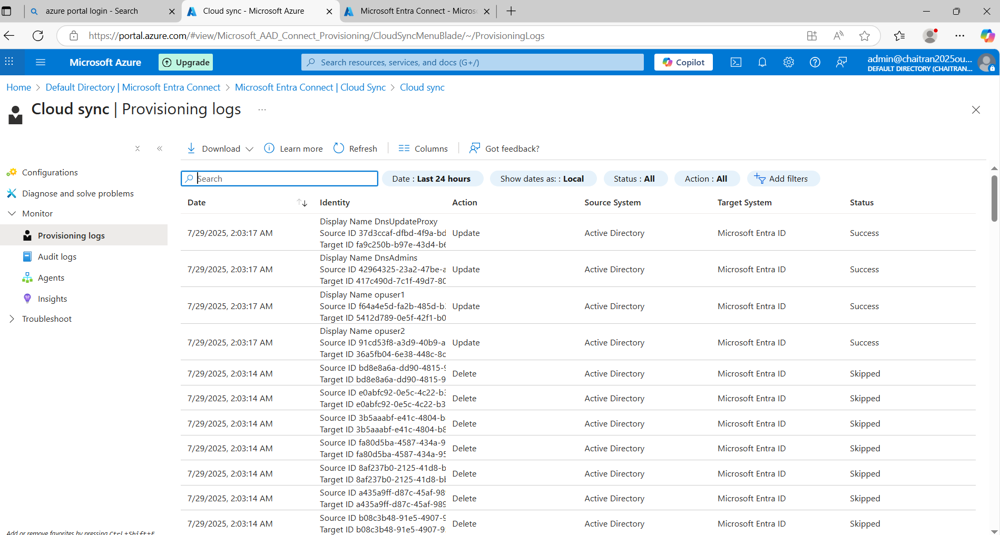 azure portal login - Search
Cloud sync - Microsoft Azure
Microsoft Entra Connect - Micros
https://portal.azure.com/#view/Microsoft_AAD_Connect_Provisioning/CloudSyncMenuBlade/~/ProvisioningLogs
Microsoft Azure
Upgrade
Search resources, services, and docs (G+/)
Copilot
admin@chaitran2025ou...
DEFAULT DIRECTORY (CHAITRAN...
Home > Default Directory | Microsoft Entra Connect > Microsoft Entra Connect | Cloud Sync > Cloud sync
Cloud sync | Provisioning logs ...
Download Learn more Refresh Columns Got feedback?
Configurations
Diagnose and solve problems
Monitor
Provisioning logs
Audit logs
Agents
Insights
Troubleshoot
Add or remove favorites by pressing Ctrl+Shift+F
Search
Date : Last 24 hours
Show dates as: : Local
Status : All
Action : All
Add filters
Date Identity Action Source System Target System Status
Display Name DnsUpdateProxy
7/29/2025, 2:03:17 AM Source ID 37d3ccaf-dfbd-4f9a-bd Update Active Directory Microsoft Entra ID Success
Target ID fa9c250b-b97e-43d4-b6
Display Name DnsAdmins
7/29/2025, 2:03:17 AM Source ID 42964325-23a2-47be-a Update Active Directory Microsoft Entra ID Success
Target ID 417c490d-7c1f-49d7-80
Display Name opuser1
7/29/2025, 2:03:17 AM Source ID f64a4e5d-fa2b-485d-b Update Active Directory Microsoft Entra ID Success
Target ID 5412d789-0e5f-42f1-b0
Display Name opuser2
7/29/2025, 2:03:17 AM Source ID 91cd53f8-a3d9-40b9-a Update Active Directory Microsoft Entra ID Success
Target ID 36a5fb04-6e38-448c-8c
Source ID bd8e8a6a-dd90-4815-9
7/29/2025, 2:03:14 AM Delete Active Directory Microsoft Entra ID Skipped
Target ID bd8e8a6a-dd90-4815-9
Source ID e0abfc92-0e5c-4c22-b3
7/29/2025, 2:03:14 AM Delete Active Directory Microsoft Entra ID Skipped
Target ID e0abfc92-0e5c-4c22-b3
Source ID 3b5aaabf-e41c-4804-b
7/29/2025, 2:03:14 AM Delete Active Directory Microsoft Entra ID Skipped
Target ID 3b5aaabf-e41c-4804-b8
Source ID fa80d5ba-4587-434a-9
7/29/2025, 2:03:14 AM Delete Active Directory Microsoft Entra ID Skipped
Target ID fa80d5ba-4587-434a-95
Source ID 8af237b0-2125-41d8-b
7/29/2025, 2:03:14 AM Delete Active Directory Microsoft Entra ID Skipped
Target ID 8af237b0-2125-41d8-bb
Source ID a435a9ff-d87c-45af-98
7/29/2025, 2:03:14 AM Delete Active Directory Microsoft Entra ID Skipped
Target ID a435a9ff-d87c-45af-989
Source ID b08c3b48-91e5-4907-9
7/29/2025, 2:03:14 AM Delete Active Directory Microsoft Entra ID Skipped
Target ID b08c3b48-91e5-4907-9